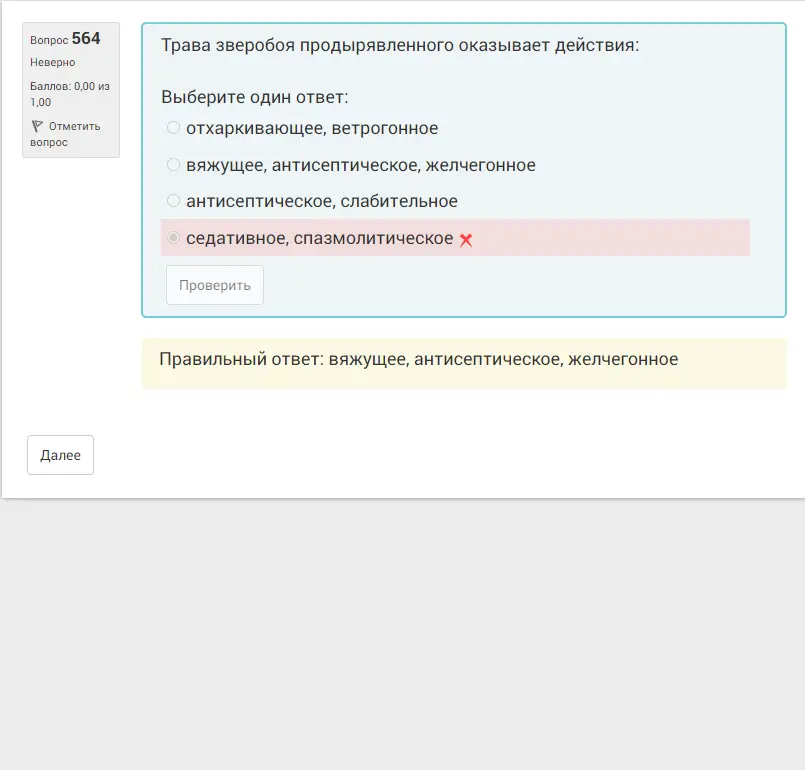 Вопрос 564
Неверно
Баллов: 0,00 из
1,00
Отметить
вопрос
Трава зверобоя продырявленного оказывает действия:
Выберите один ответ:
отхаркивающее, ветрогонное
вяжущее, антисептическое, желчегонное
антисептическое, слабительное
седативное, спазмолитическое
Проверить
Правильный ответ: вяжущее, антисептическое, желчегонное
Далее